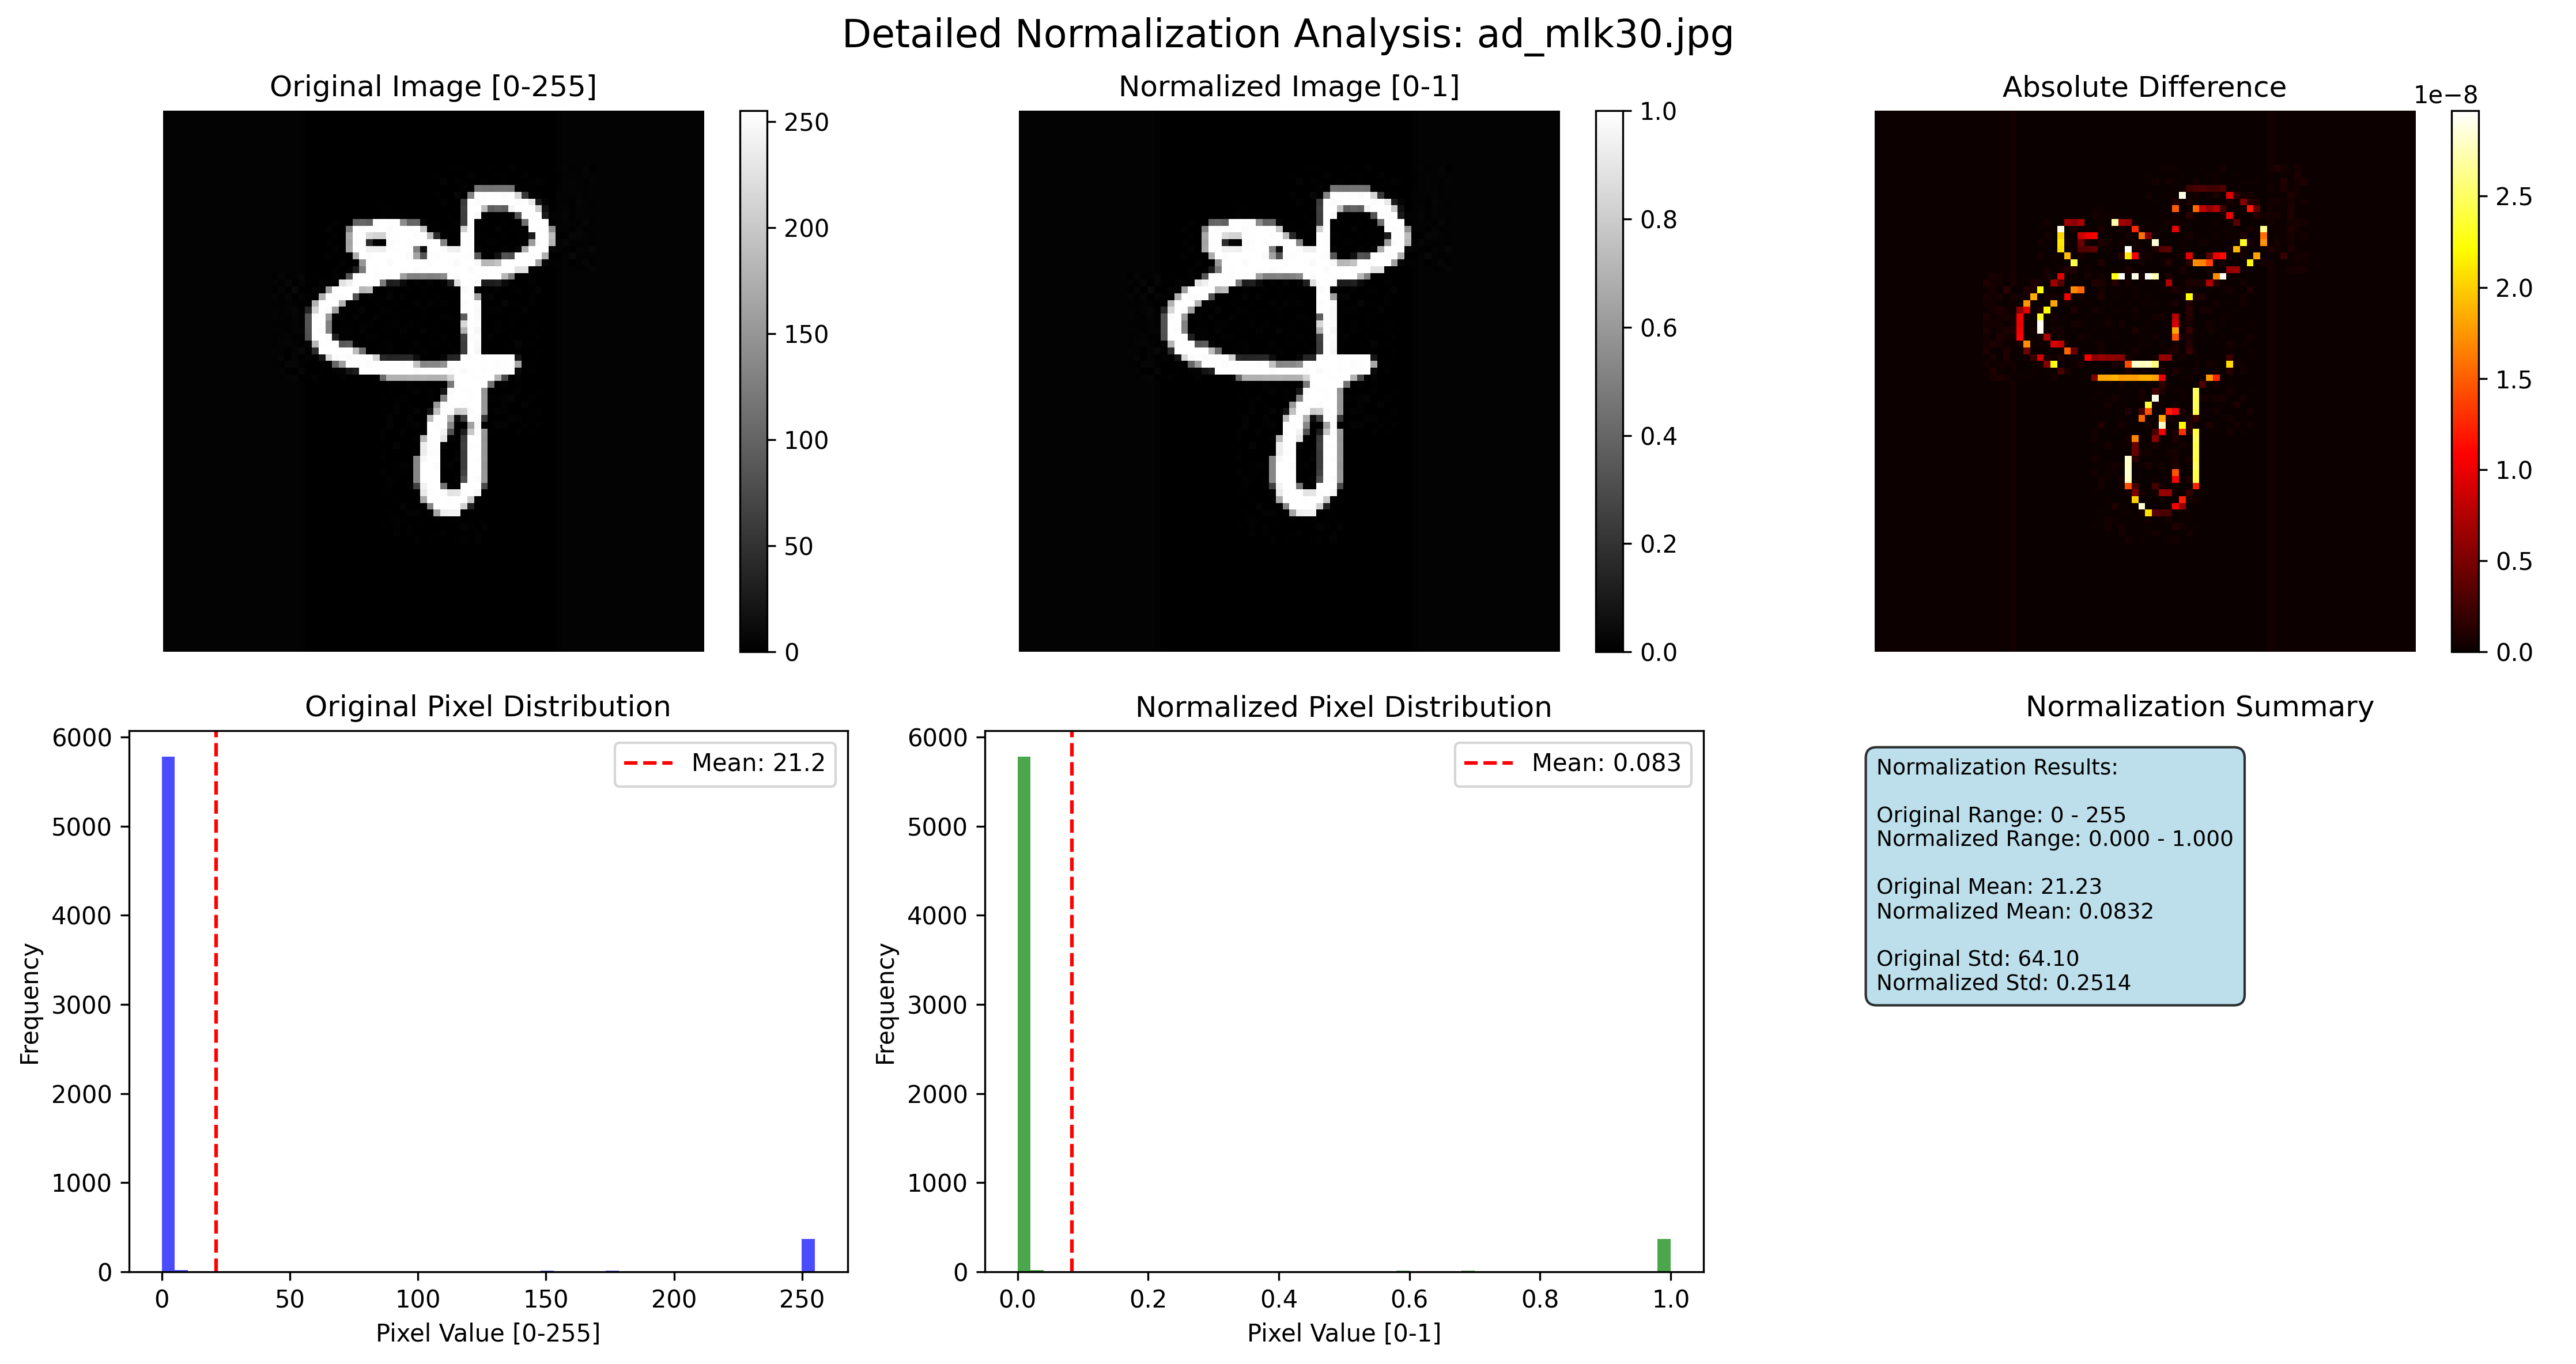 Detailed Normalization Analysis: ad_mlk30.jpg
Original Image [0-255]
250
200
150
100
50
0
Normalized Image [0-1]
1.0
0.8
0.6
0.4
0.2
0.0
Absolute Difference
1e−8
2.5
2.0
1.5
1.0
0.5
0.0
Original Pixel Distribution
Mean: 21.2
Frequency
6000
5000
4000
3000
2000
1000
0
0 50 100 150 200 250
Pixel Value [0-255]
Normalized Pixel Distribution
Mean: 0.083
Frequency
6000
5000
4000
3000
2000
1000
0
0.0 0.2 0.4 0.6 0.8 1.0
Pixel Value [0-1]
Normalization Summary
Normalization Results:
Original Range: 0 - 255
Normalized Range: 0.000 - 1.000
Original Mean: 21.23
Normalized Mean: 0.0832
Original Std: 64.10
Normalized Std: 0.2514